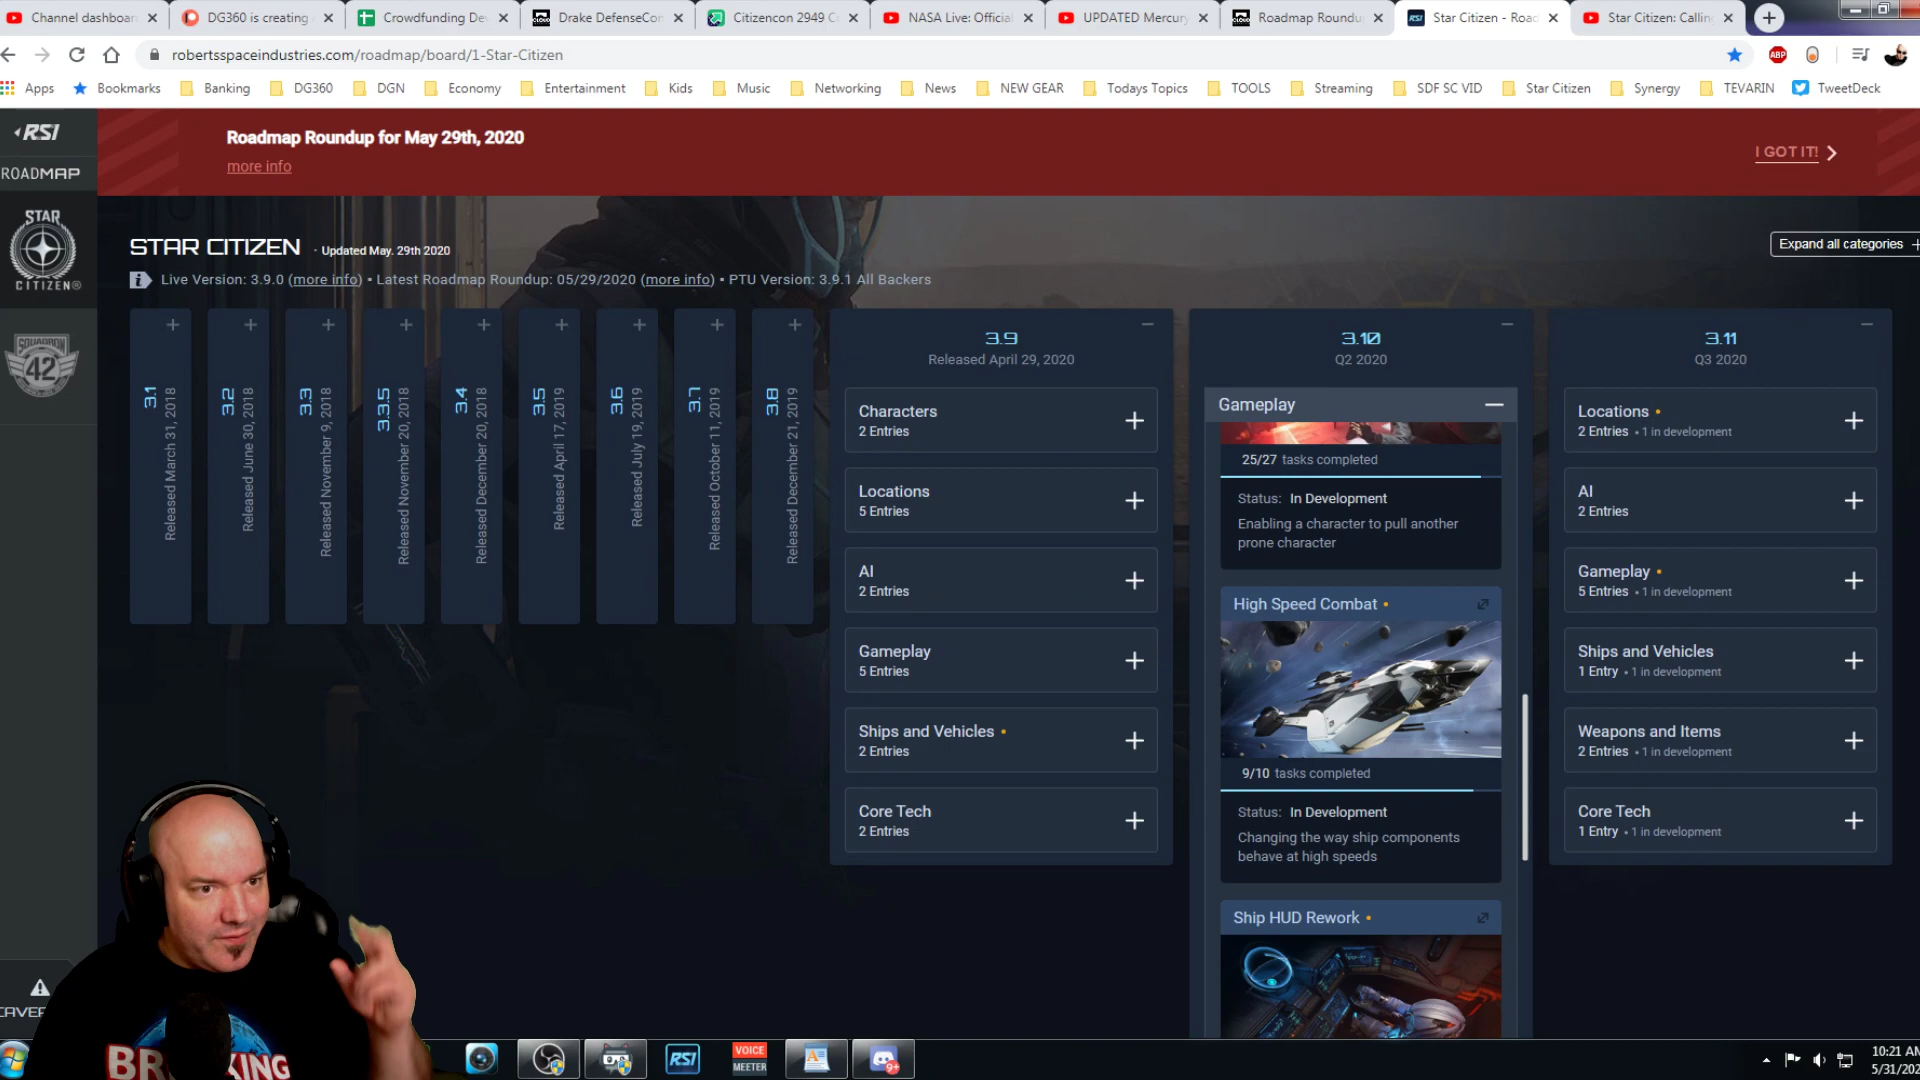 Channel dashboar
DG360 is creating
Crowdfunding De
Drake DefenseCon
Citizencon 2949 C
NASA Live: Official
UPDATED Mercury
Roadmap Roundu
Star Citizen - Road
Star Citizen: Callin
robertsspaceindustries.com/roadmap/board/1-Star-Citizen
ABP
Apps
Bookmarks
Banking
DG360
DGN
Economy
Entertainment
Kids
Music
Networking
News
NEW GEAR
Todays Topics
TOOLS
Streaming
SDF SC VID
Star Citizen
Synergy
TEVARIN
TweetDeck
RSI
ROADMAP
STAR
CITIZEN®
SQUADRON
42
Roadmap Roundup for May 29th, 2020
more info
I GOT IT!
STAR CITIZEN · Updated May. 29th 2020
Expand all categories
Live Version: 3.9.0 (more info) • Latest Roadmap Roundup: 05/29/2020 (more info) • PTU Version: 3.9.1 All Backers
3.1
Released March 31, 2018
3.2
Released June 30, 2018
3.3
Released November 9, 2018
3.3.5
Released November 20, 2018
3.4
Released December 20, 2018
3.5
Released April 17, 2019
3.6
Released July 19, 2019
3.7
Released October 11, 2019
3.8
Released December 21, 2019
3.9
Released April 29, 2020
Characters
2 Entries
Locations
5 Entries
AI
2 Entries
Gameplay
5 Entries
Ships and Vehicles •
2 Entries
Core Tech
2 Entries
3.10
Q2 2020
Gameplay
25/27 tasks completed
Status: In Development
Enabling a character to pull another
prone character
High Speed Combat •
9/10 tasks completed
Status: In Development
Changing the way ship components
behave at high speeds
Ship HUD Rework •
3.11
Q3 2020
Locations •
2 Entries • 1 in development
AI
2 Entries
Gameplay •
5 Entries • 1 in development
Ships and Vehicles
1 Entry • 1 in development
Weapons and Items
2 Entries • 1 in development
Core Tech
1 Entry • 1 in development
RSI
VOICE
MEETER
9+
10:21 AM
5/31/202